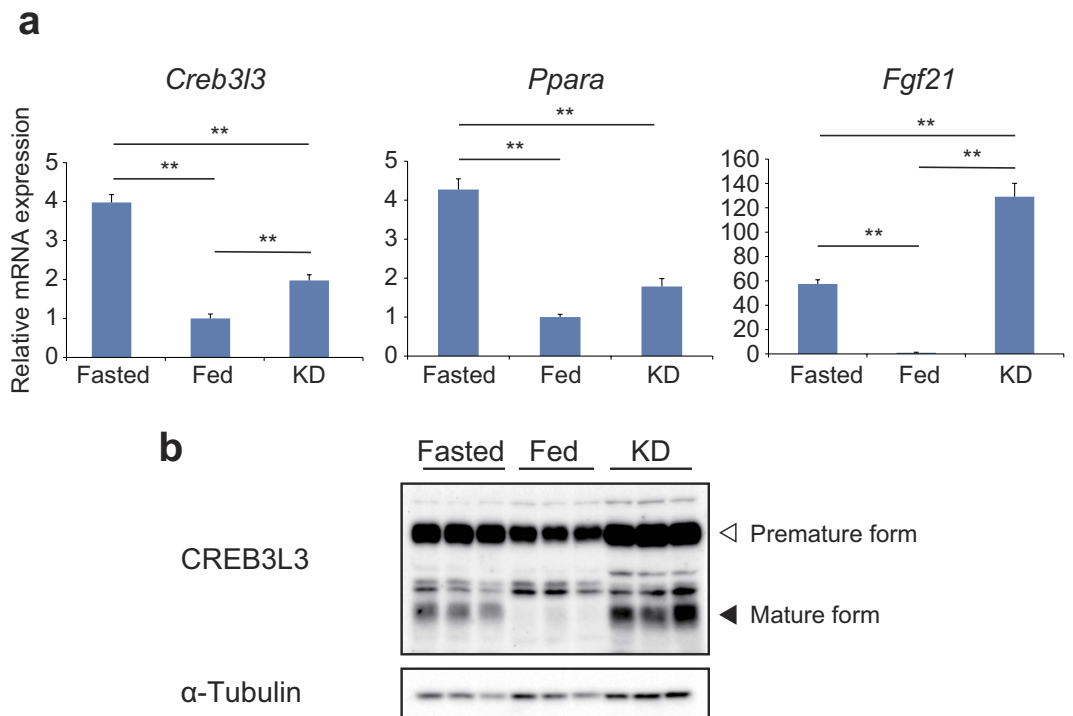 a
Creb3l3
Ppara
Fgf21
Relative mRNA expression
**
**
**
5
4
3
2
1
0
Fasted Fed KD
**
**
5
4
3
2
1
0
Fasted Fed KD
**
**
**
160
140
120
100
80
60
40
20
0
Fasted Fed KD
b
Fasted Fed KD
CREB3L3
Premature form
Mature form
α-Tubulin